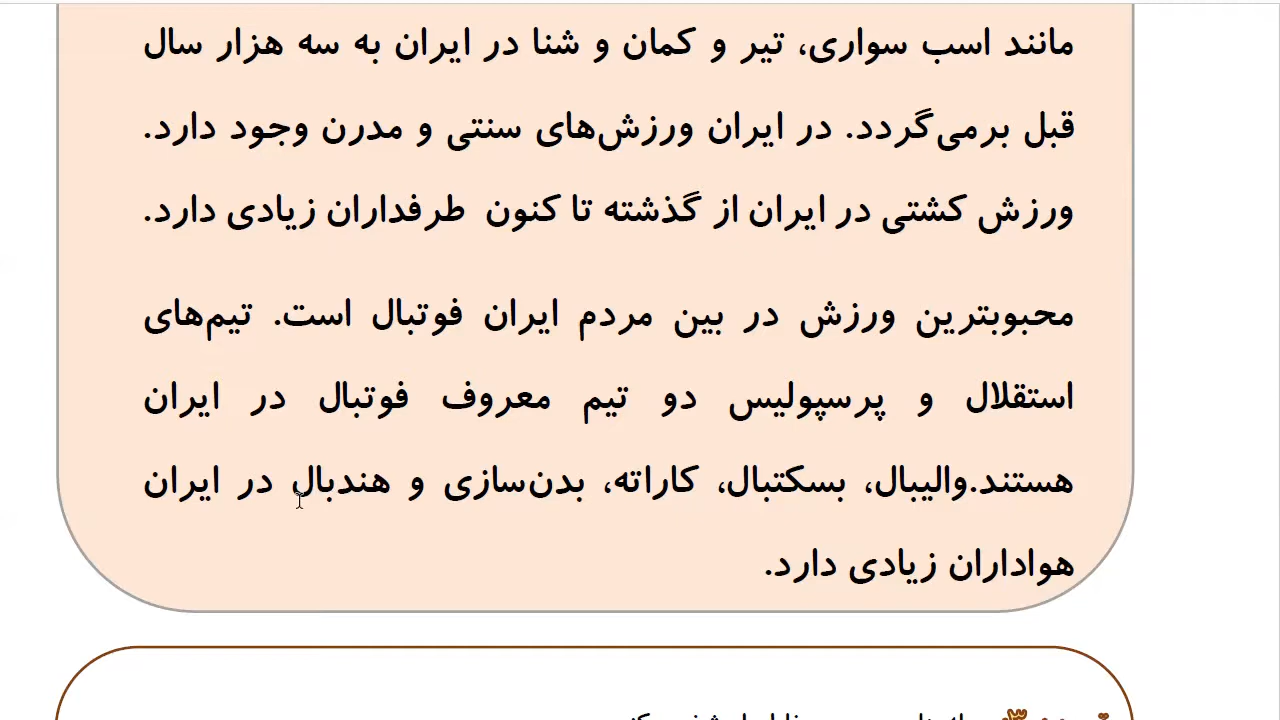 مانند اسب سواری، تیر و کمان و شنا در ایران به سه هزار سال
قبل برمی‌گردد. در ایران ورزش‌های سنتی و مدرن وجود دارد.
ورزش کشتی در ایران از گذشته تا کنون طرفداران زیادی دارد.
محبوبترین ورزش در بین مردم ایران فوتبال است. تیم‌های
استقلال و پرسپولیس دو تیم معروف فوتبال در ایران
هستند.والیبال، بسکتبال، کاراته، بدن‌سازی و هندبال در ایران
هواداران زیادی دارد.